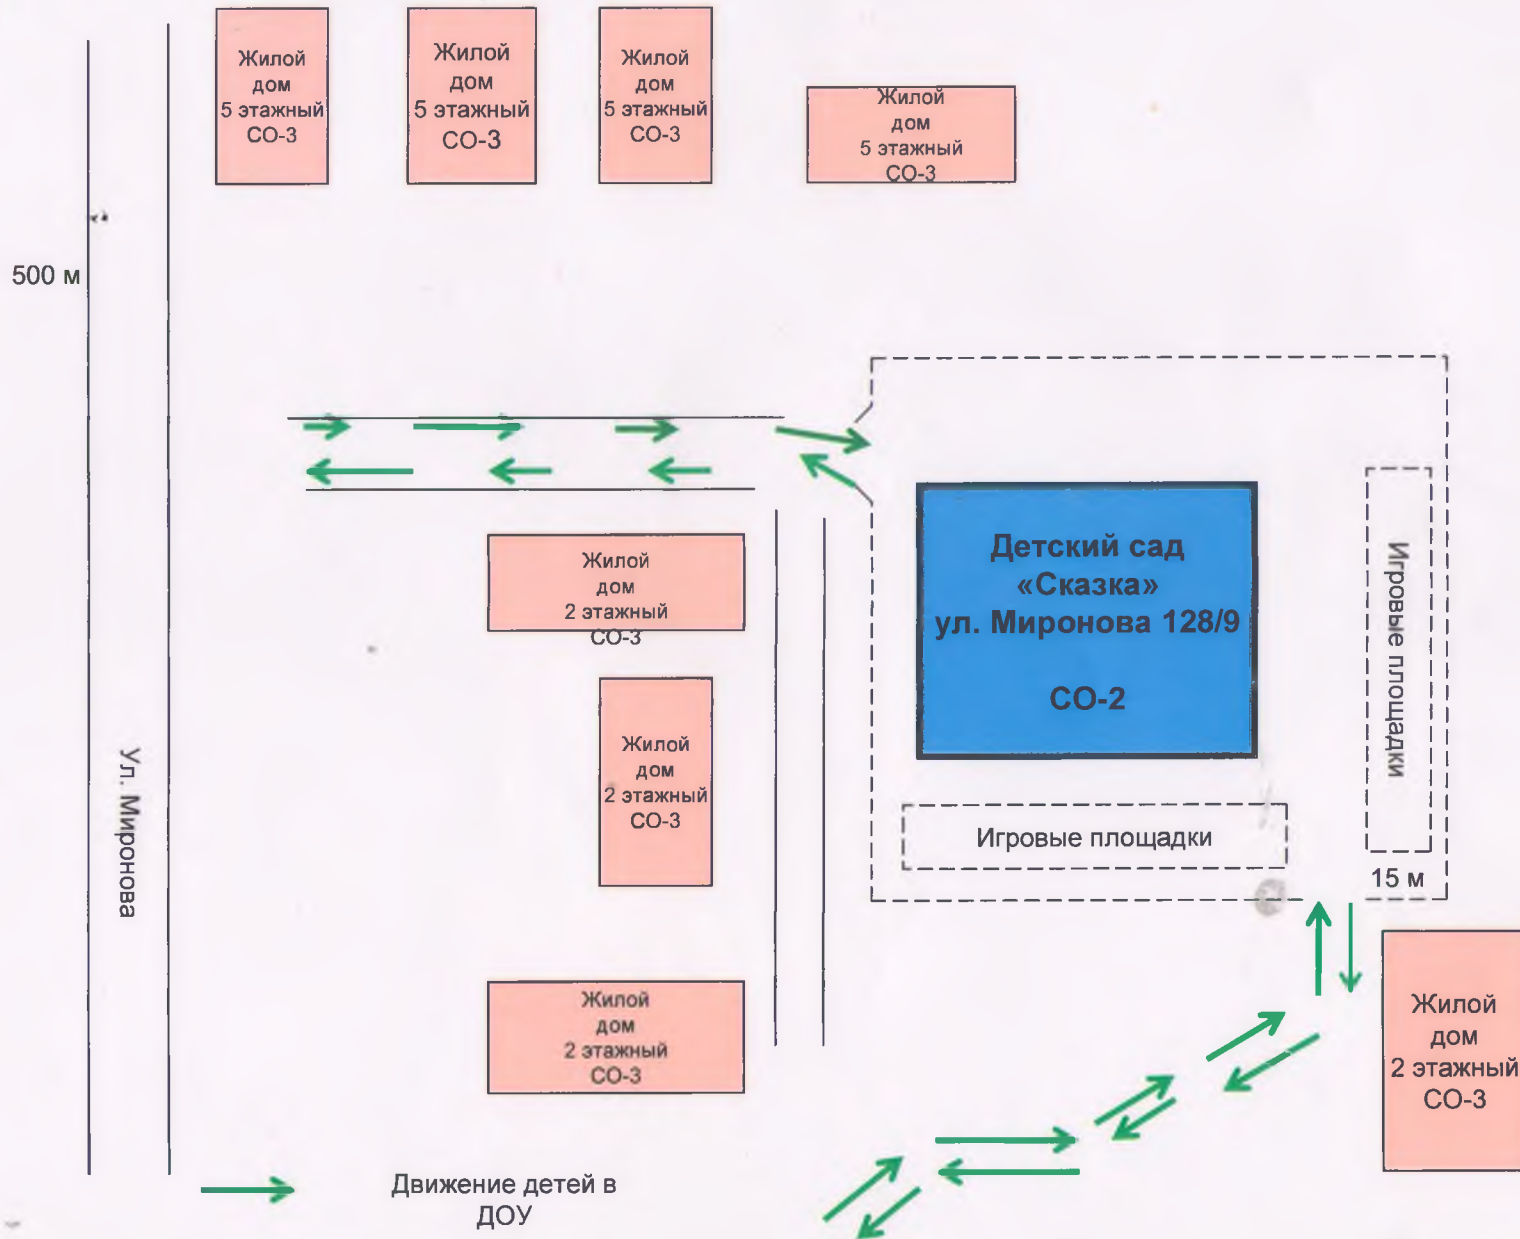 Жилой
дом
5 этажный
СО-3
Жилой
дом
5 этажный
СО-3
Жилой
дом
5 этажный
СО-3
Жилой
дом
5 этажный
СО-3
500 м
Детский сад
«Сказка»
ул. Миронова 128/9
СО-2
Игровые площадки
Игровые площадки
15 м
Жилой
дом
2 этажный
СО-3
Жилой
дом
2 этажный
СО-3
Ул. Миронова
Жилой
дом
2 этажный
СО-3
Жилой
дом
2 этажный
СО-3
Движение детей в
ДОУ